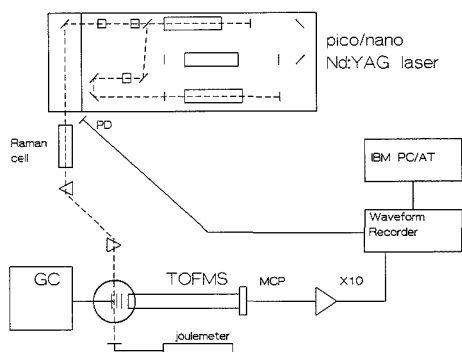 pico/nano
Nd:YAG laser
PD
Raman
cell
IBM PC/AT
Waveform
Recorder
GC
TOFMS
MCP
X10
joulemeter